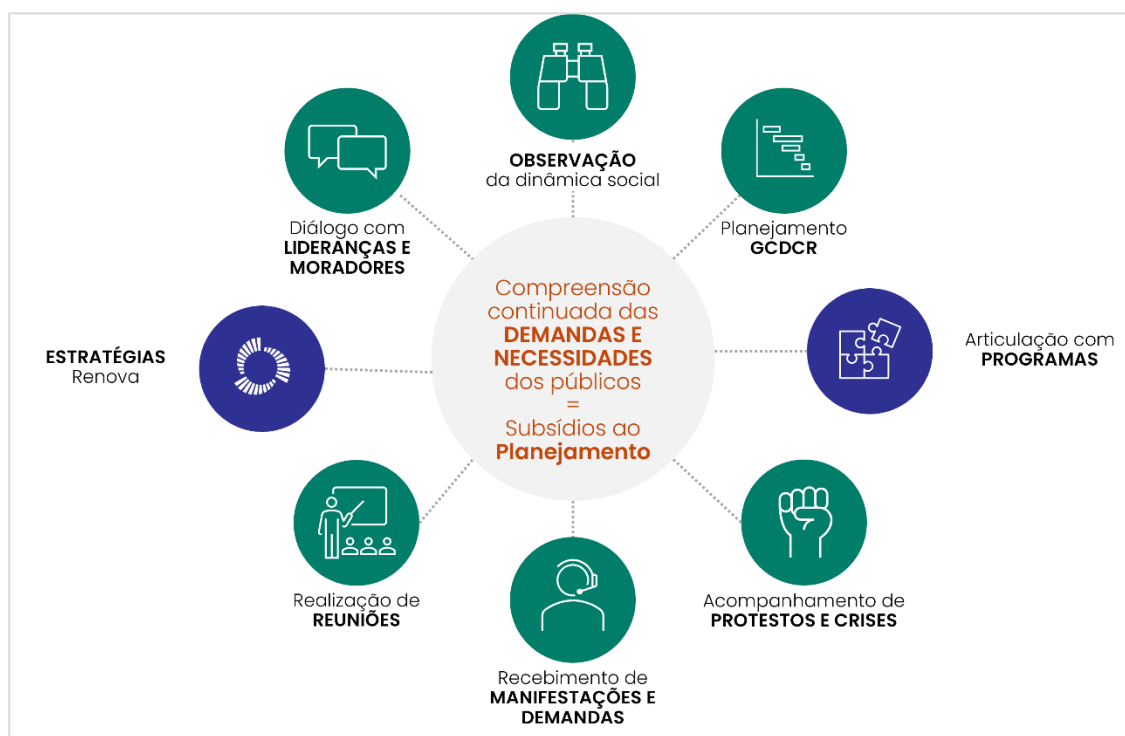 OBSERVAÇÃO
da dinâmica social
Diálogo com
LIDERANÇAS E
MORADORES
Planejamento
GCDCR
Compreensão
continuada das
DEMANDAS E
NECESSIDADES
dos públicos
=
Subsídios ao
Planejamento
ESTRATÉGIAS
Renova
Articulação com
PROGRAMAS
Realização de
REUNIÕES
Acompanhamento de
PROTESTOS E CRISES
Recebimento de
MANIFESTAÇÕES E
DEMANDAS